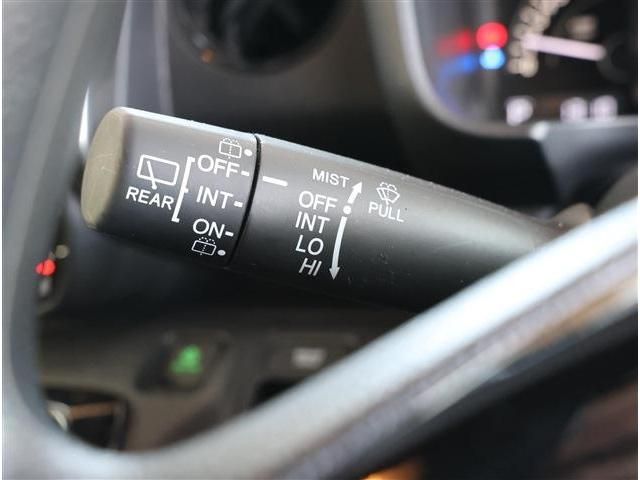 REAR
OFF
INT
ON
MIST
OFF
INT
LO
HI
PULL